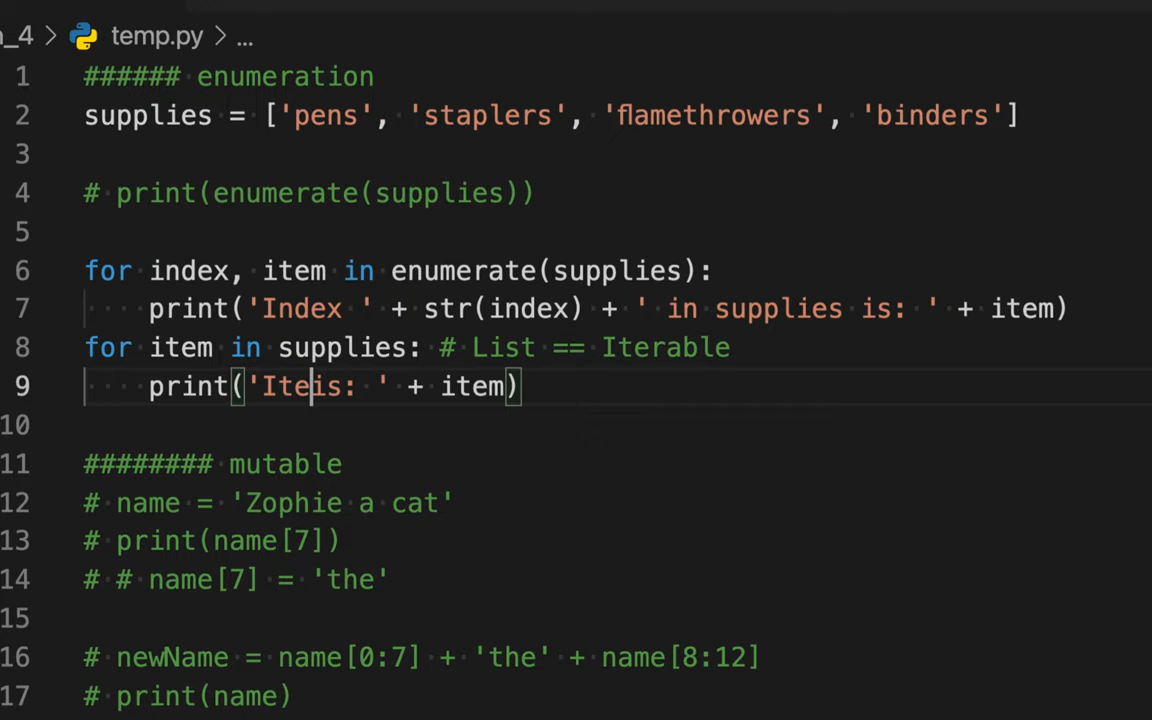 n_4 > temp.py > ...
1 ###### enumeration
2 supplies = ['pens', 'staplers', 'flamethrowers', 'binders']
3
4 # print(enumerate(supplies))
5
6 for index, item in enumerate(supplies):
7     print('Index ' + str(index) + ' in supplies is: ' + item)
8 for item in supplies: # List == Iterable
9     print('Iteis: ' + item)
10
11 ######## mutable
12 # name = 'Zophie a cat'
13 # print(name[7])
14 # # name[7] = 'the'
15
16 # newName = name[0:7] + 'the' + name[8:12]
17 # print(name)